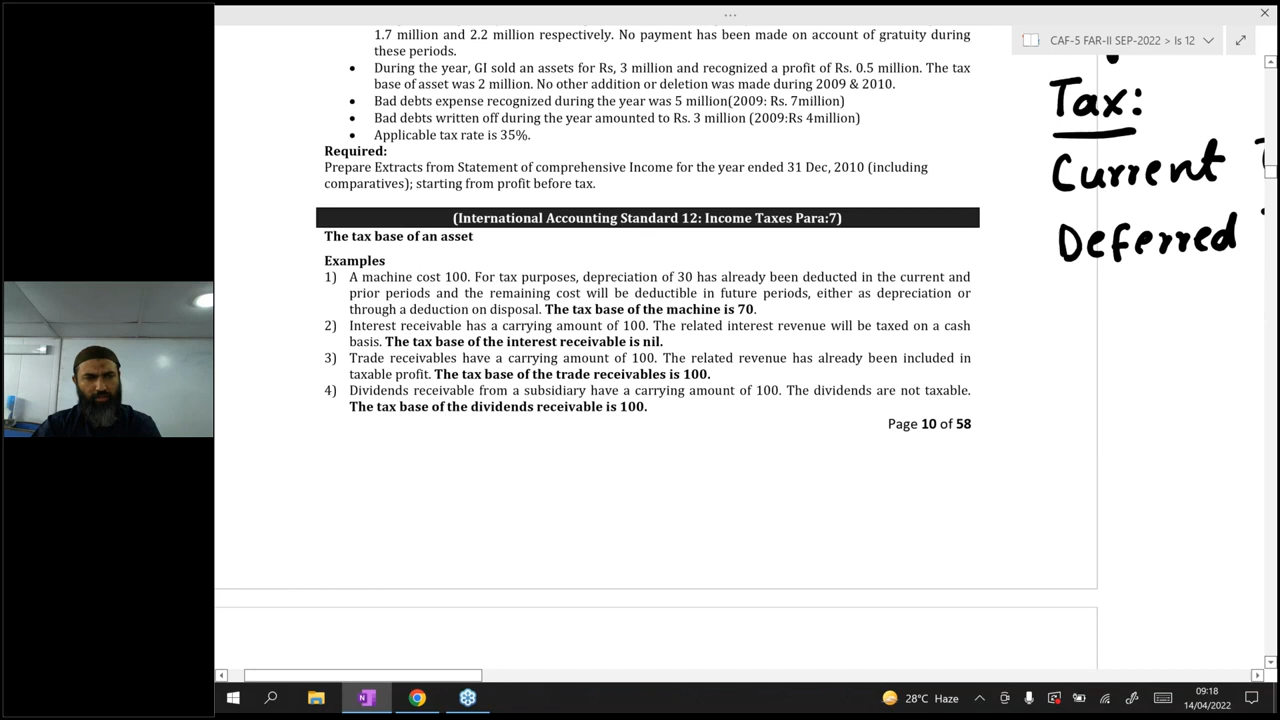 CAF-5 FAR-II SEP-2022 > Is 12
1.7 million and 2.2 million respectively. No payment has been made on account of gratuity during
these periods.
• During the year, GI sold an assets for Rs, 3 million and recognized a profit of Rs. 0.5 million. The tax
base of asset was 2 million. No other addition or deletion was made during 2009 & 2010.
• Bad debts expense recognized during the year was 5 million(2009: Rs. 7million)
• Bad debts written off during the year amounted to Rs. 3 million (2009:Rs 4million)
• Applicable tax rate is 35%.
Required:
Prepare Extracts from Statement of comprehensive Income for the year ended 31 Dec, 2010 (including
comparatives); starting from profit before tax.
(International Accounting Standard 12: Income Taxes Para:7)
The tax base of an asset
Examples
1) A machine cost 100. For tax purposes, depreciation of 30 has already been deducted in the current and
prior periods and the remaining cost will be deductible in future periods, either as depreciation or
through a deduction on disposal. The tax base of the machine is 70.
2) Interest receivable has a carrying amount of 100. The related interest revenue will be taxed on a cash
basis. The tax base of the interest receivable is nil.
3) Trade receivables have a carrying amount of 100. The related revenue has already been included in
taxable profit. The tax base of the trade receivables is 100.
4) Dividends receivable from a subsidiary have a carrying amount of 100. The dividends are not taxable.
The tax base of the dividends receivable is 100.
Page 10 of 58
Tax:
Current
Deferred
28°C Haze
09:18
14/04/2022